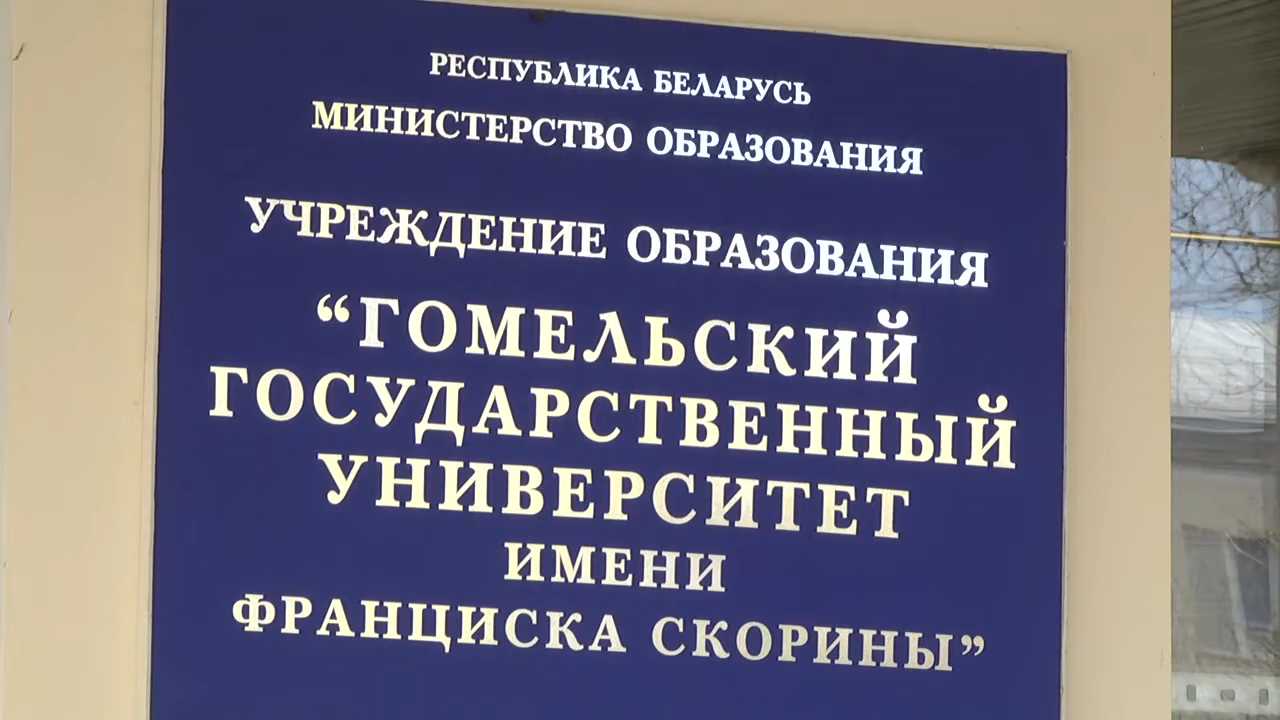 РЕСПУБЛИКА БЕЛАРУСЬ
МИНИСТЕРСТВО ОБРАЗОВАНИЯ
УЧРЕЖДЕНИЕ ОБРАЗОВАНИЯ
“ГОМЕЛЬСКИЙ
ГОСУДАРСТВЕННЫЙ
УНИВЕРСИТЕТ
ИМЕНИ
ФРАНЦИСКА СКОРИНЫ”